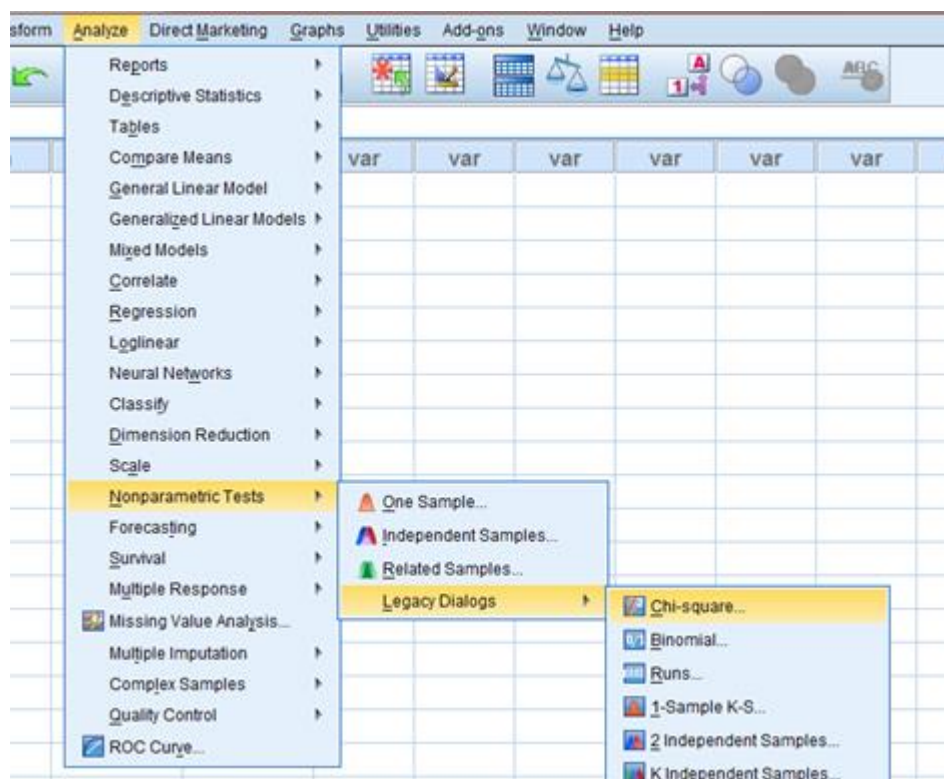 sform Analyze Direct Marketing Graphs Utilities Add-ons Window Help
Reports
Descriptive Statistics
Tables
Compare Means
General Linear Model
Generalized Linear Models
Mixed Models
Correlate
Regression
Loglinear
Neural Networks
Classify
Dimension Reduction
Scale
Nonparametric Tests
Forecasting
Survival
Multiple Response
Missing Value Analysis...
Multiple Imputation
Complex Samples
Quality Control
ROC Curve...
A
1
ABC
var var var var var var
One Sample...
Independent Samples...
Related Samples...
Legacy Dialogs
Chi-square...
Binomial...
Runs...
1-Sample K-S...
2 Independent Samples...
K Independent Samples...